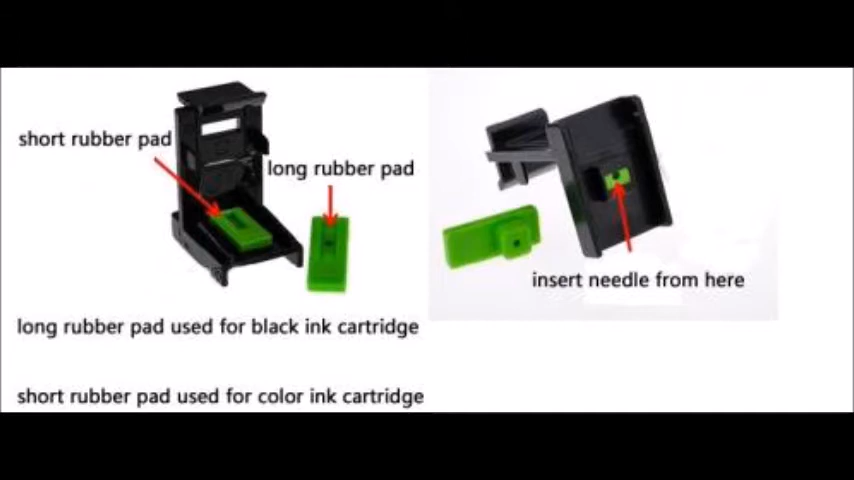 short rubber pad
long rubber pad
insert needle from here
long rubber pad used for black ink cartridge
short rubber pad used for color ink cartridge